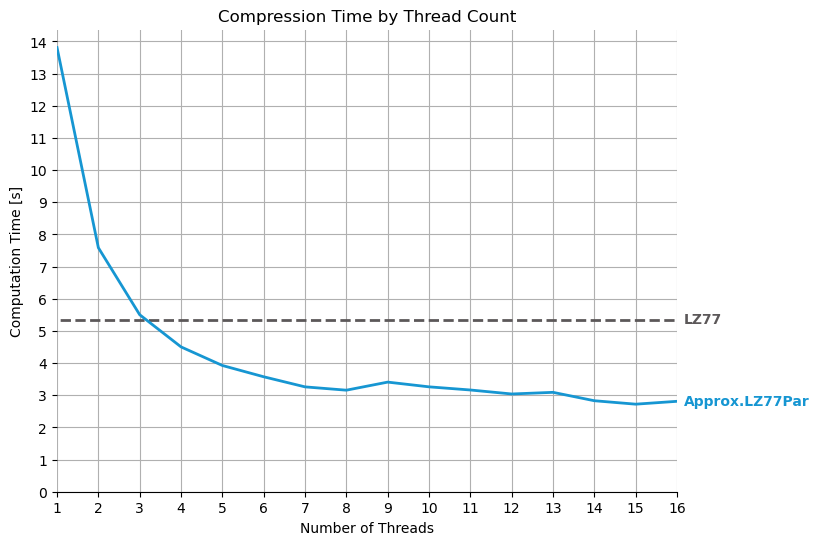 Compression Time by Thread Count
Computation Time [s]
14
13
12
11
10
9
8
7
6
5
4
3
2
1
0
LZ77
Approx.LZ77Par
1 2 3 4 5 6 7 8 9 10 11 12 13 14 15 16
Number of Threads